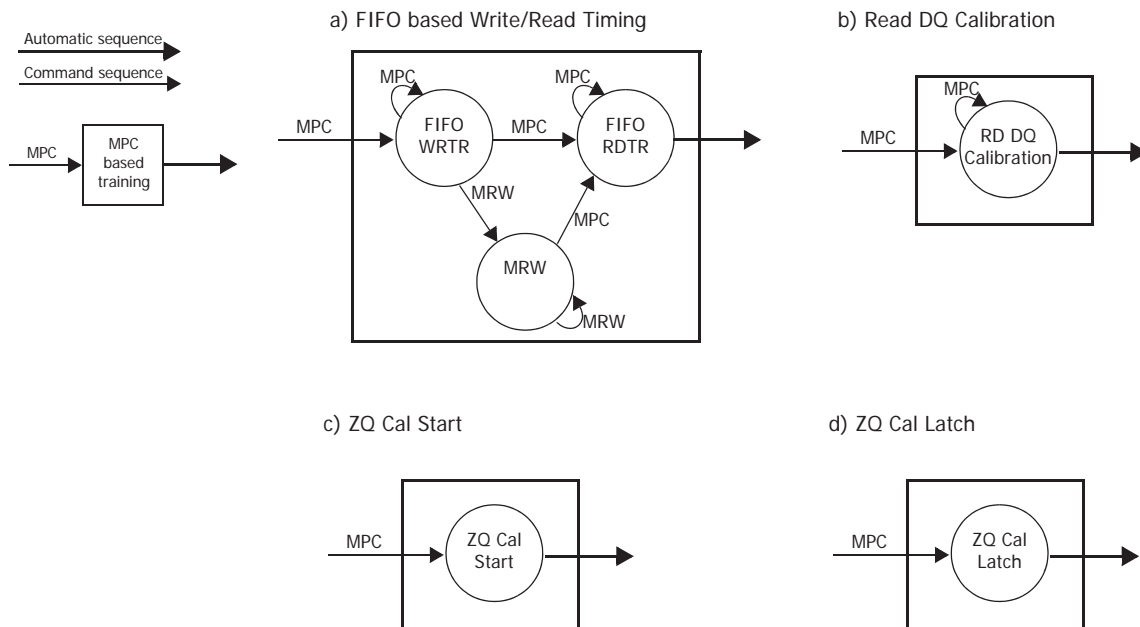 a) FIFO based Write/Read Timing
b) Read DQ Calibration
Automatic sequence
Command sequence
MPC
MPC
based
training
MPC
MPC
FIFO
WRTR
MPC
MPC
FIFO
RDTR
MRW
MPC
MRW
MRW
MPC
MPC
RD DQ
Calibration
c) ZQ Cal Start
d) ZQ Cal Latch
MPC
ZQ Cal
Start
MPC
ZQ Cal
Latch